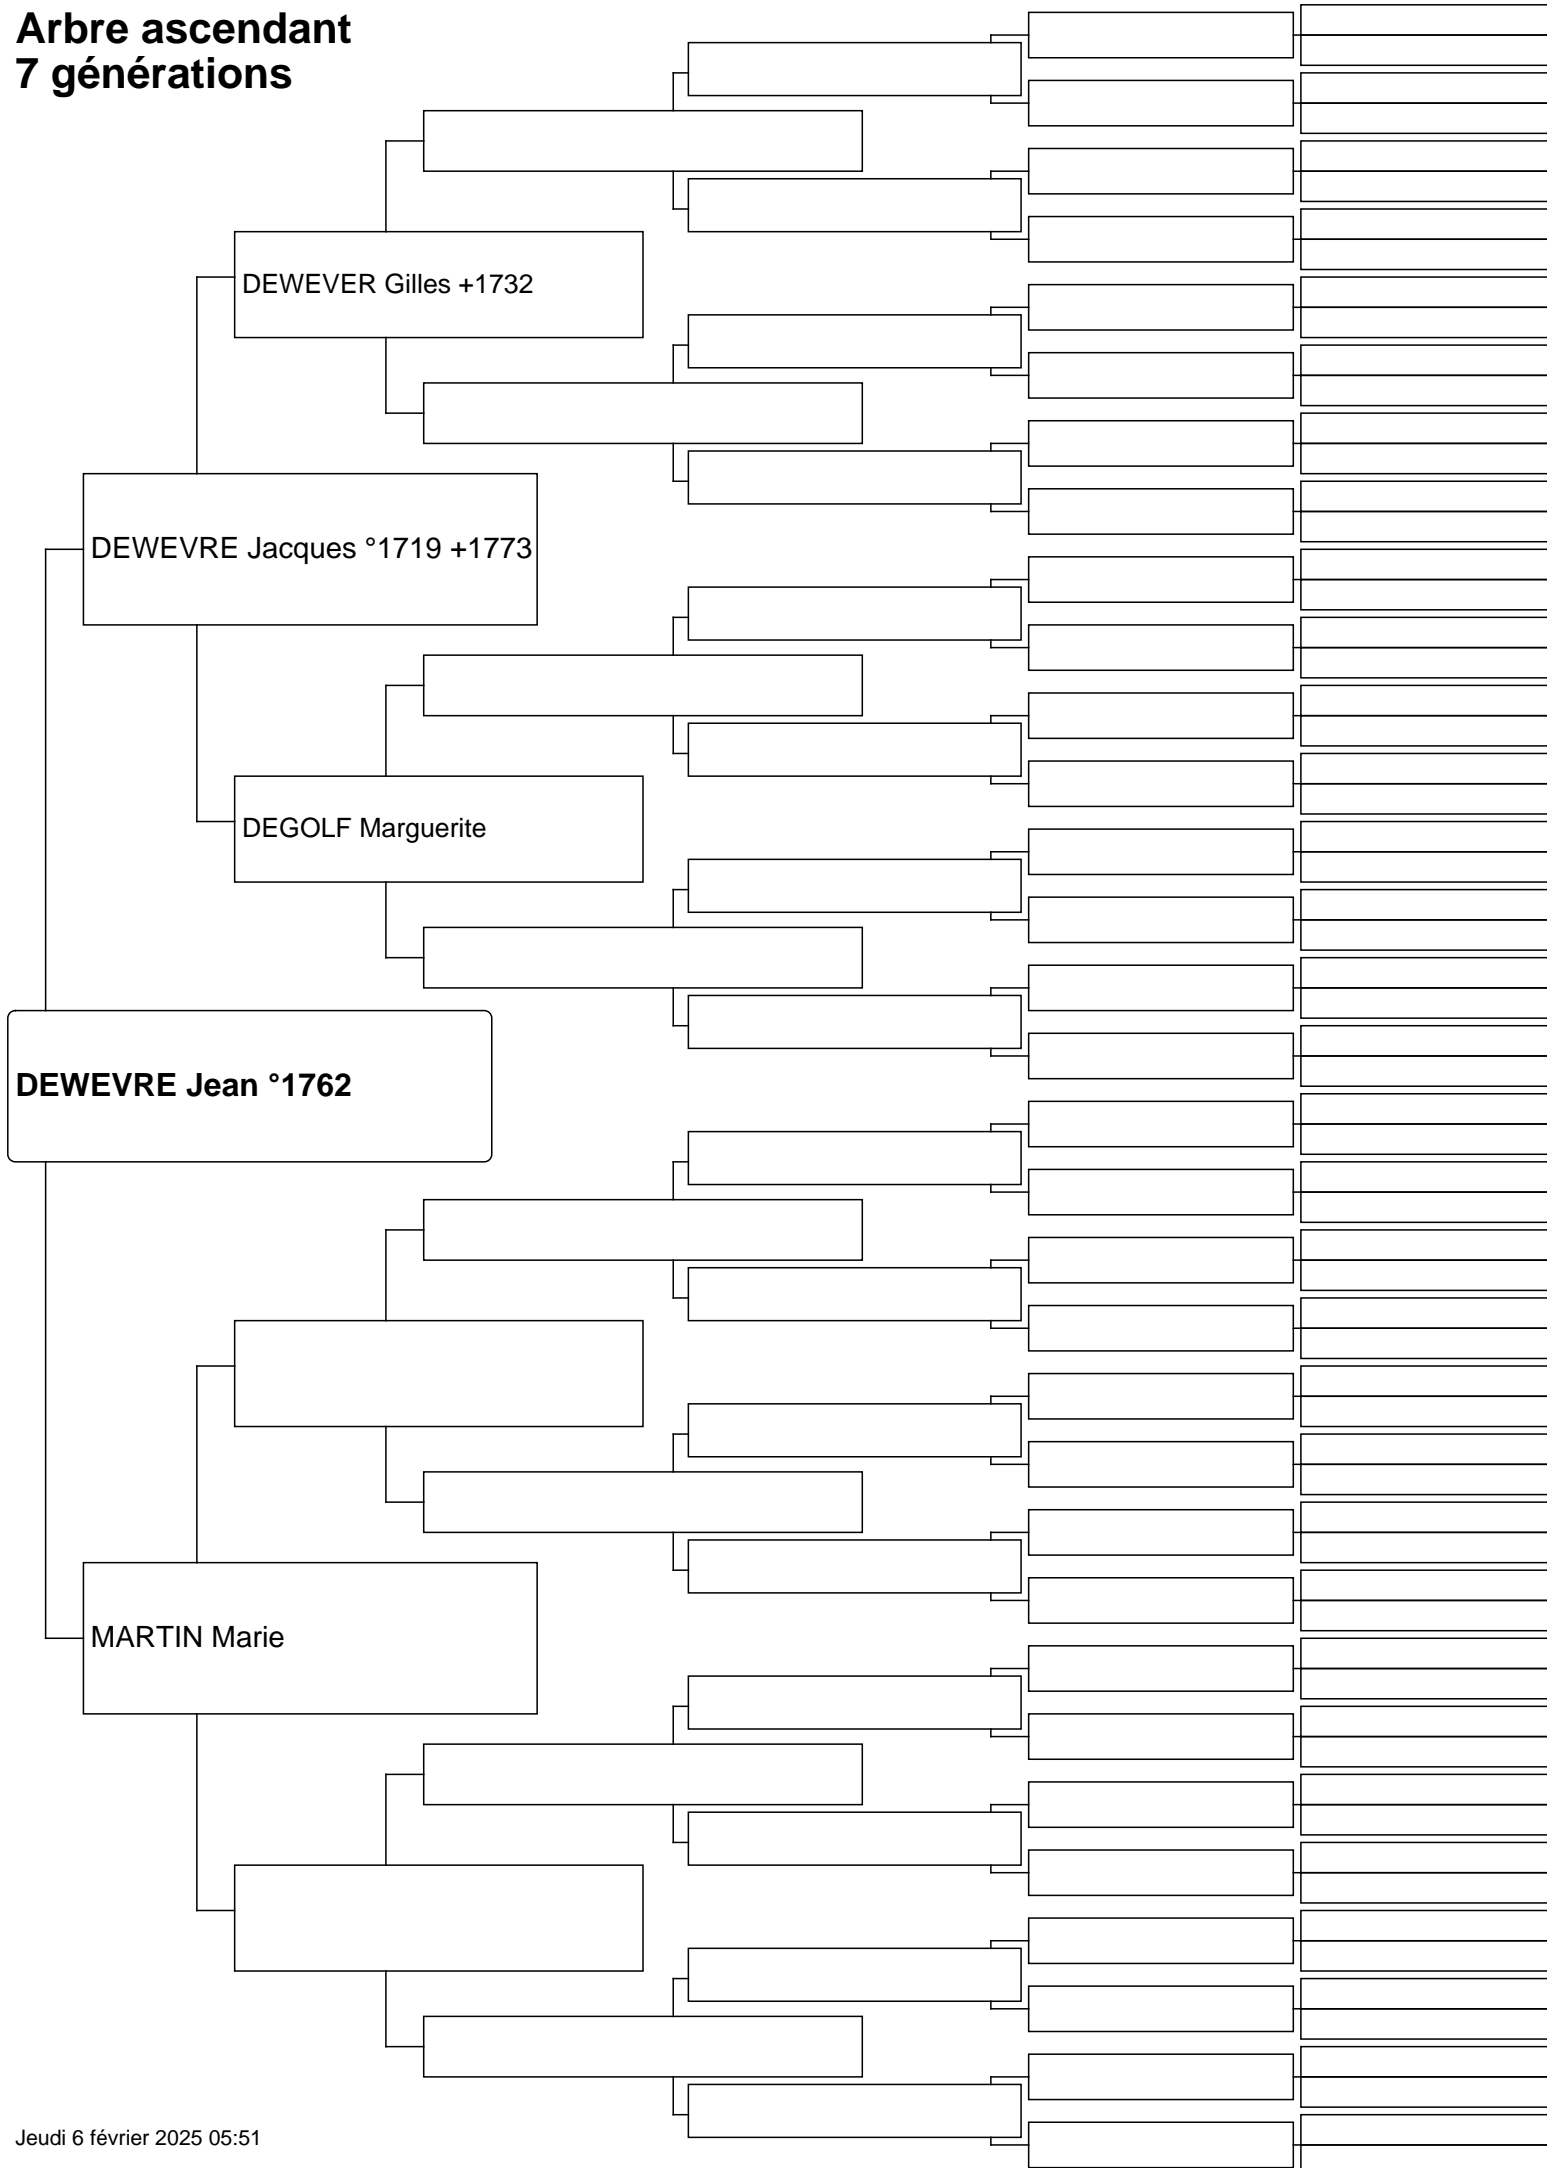 Arbre ascendant
7 générations
DEWEVER Gilles +1732
DEWEVRE Jacques °1719 +1773
DEGOLF Marguerite
DEWEVRE Jean °1762
MARTIN Marie
Jeudi 6 février 2025 05:51